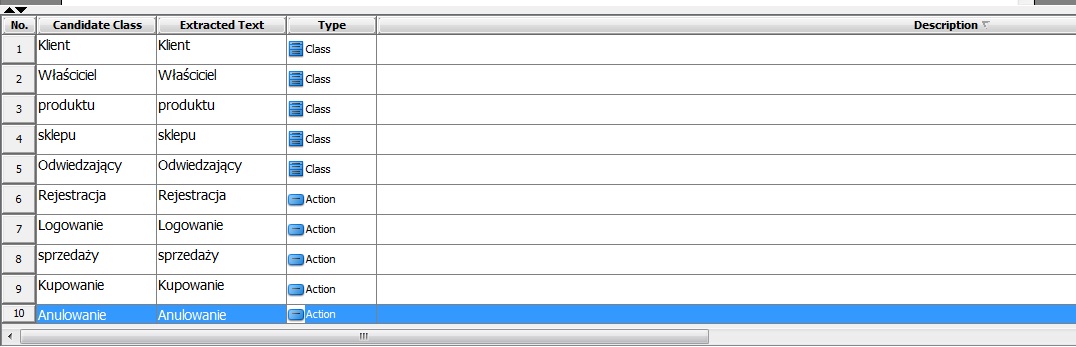 No. Candidate Class Extracted Text Type Description
1 Klient Klient Class
2 Właściciel Właściciel Class
3 produktu produktu Class
4 sklepu sklepu Class
5 Odwiedzający Odwiedzający Class
6 Rejestracja Rejestracja Action
7 Logowanie Logowanie Action
8 sprzedaży sprzedaży Action
9 Kupowanie Kupowanie Action
10 Anulowanie Anulowanie Action